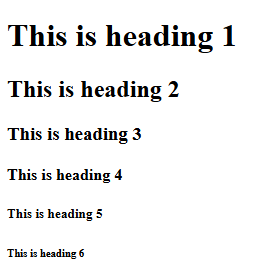 This is heading 1
This is heading 2
This is heading 3
This is heading 4
This is heading 5
This is heading 6